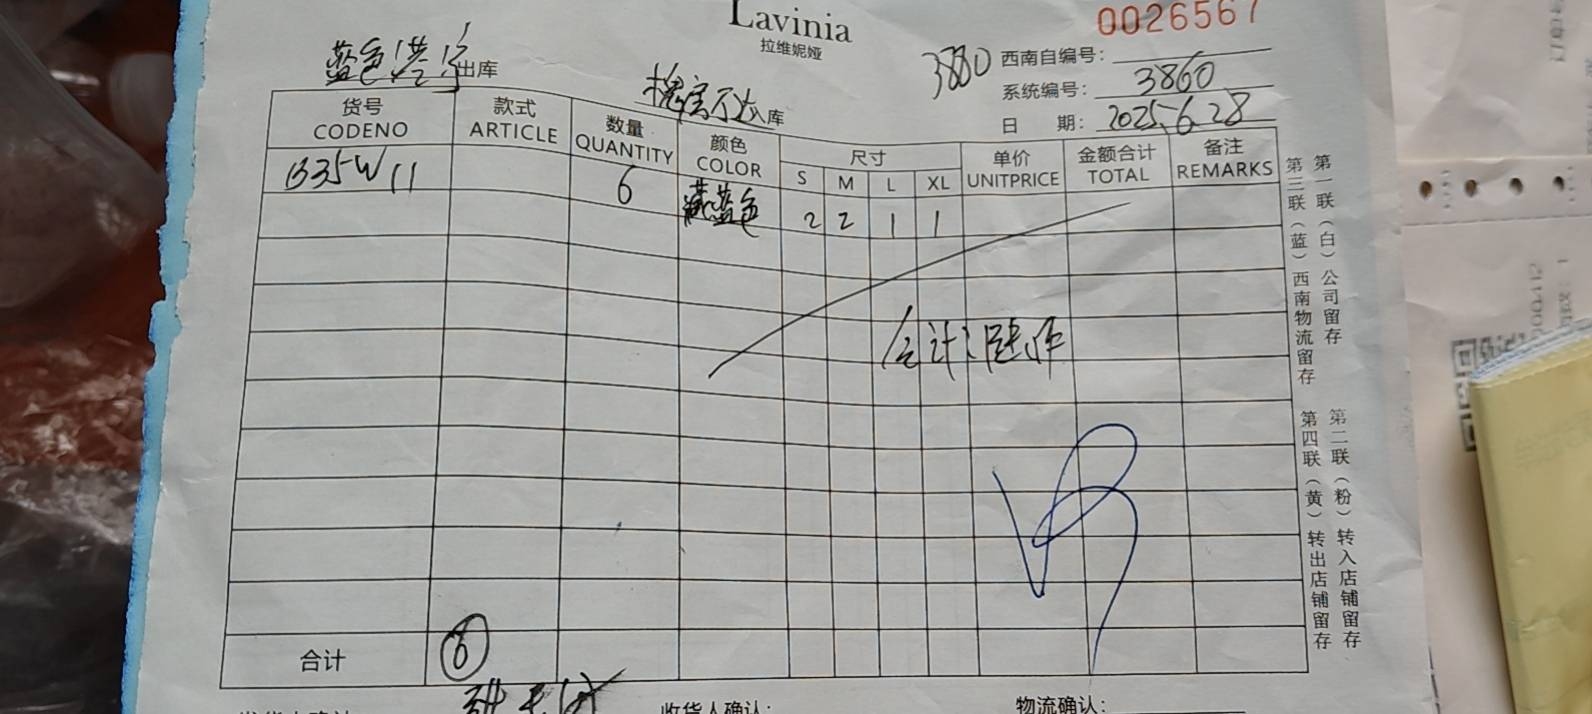 Lavinia
拉维妮娅
0026567
蓝色港湾出库
入库
3880 西南自编号:
系统编号: 3860
日 期: 2025.6.28
货号 款式 数量 颜色 尺寸 单价 金额合计 备注
CODENO ARTICLE QUANTITY COLOR S M L XL UNITPRICE TOTAL REMARKS
B35W11 6 藏蓝色 2 2 1 1
合计:陆件
合计 6
收货人确认: 物流确认:
第一联(白)公司留存
第三联(蓝)西南物流留存
第二联(粉)转入店铺留存
第四联(黄)转出店铺留存